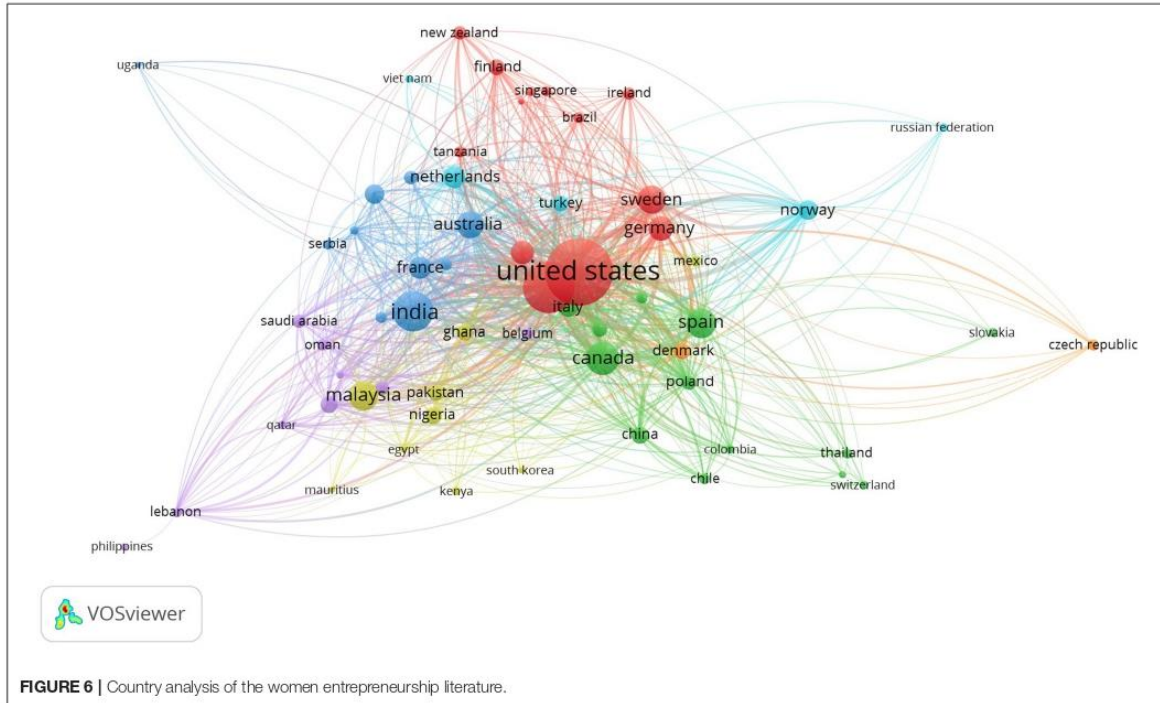 new zealand
uganda
finland
viet nam
singapore
ireland
brazil
russian federation
tanzania
netherlands
turkey
sweden
norway
australia
germany
serbia
mexico
france
united states
italy
india
saudi arabia
ghana
belgium
spain
slovakia
oman
canada
denmark
czech republic
poland
malaysia
pakistan
nigeria
qatar
china
egypt
colombia
thailand
south korea
chile
switzerland
mauritius
kenya
lebanon
philippines
VOSviewer
FIGURE 6 | Country analysis of the women entrepreneurship literature.